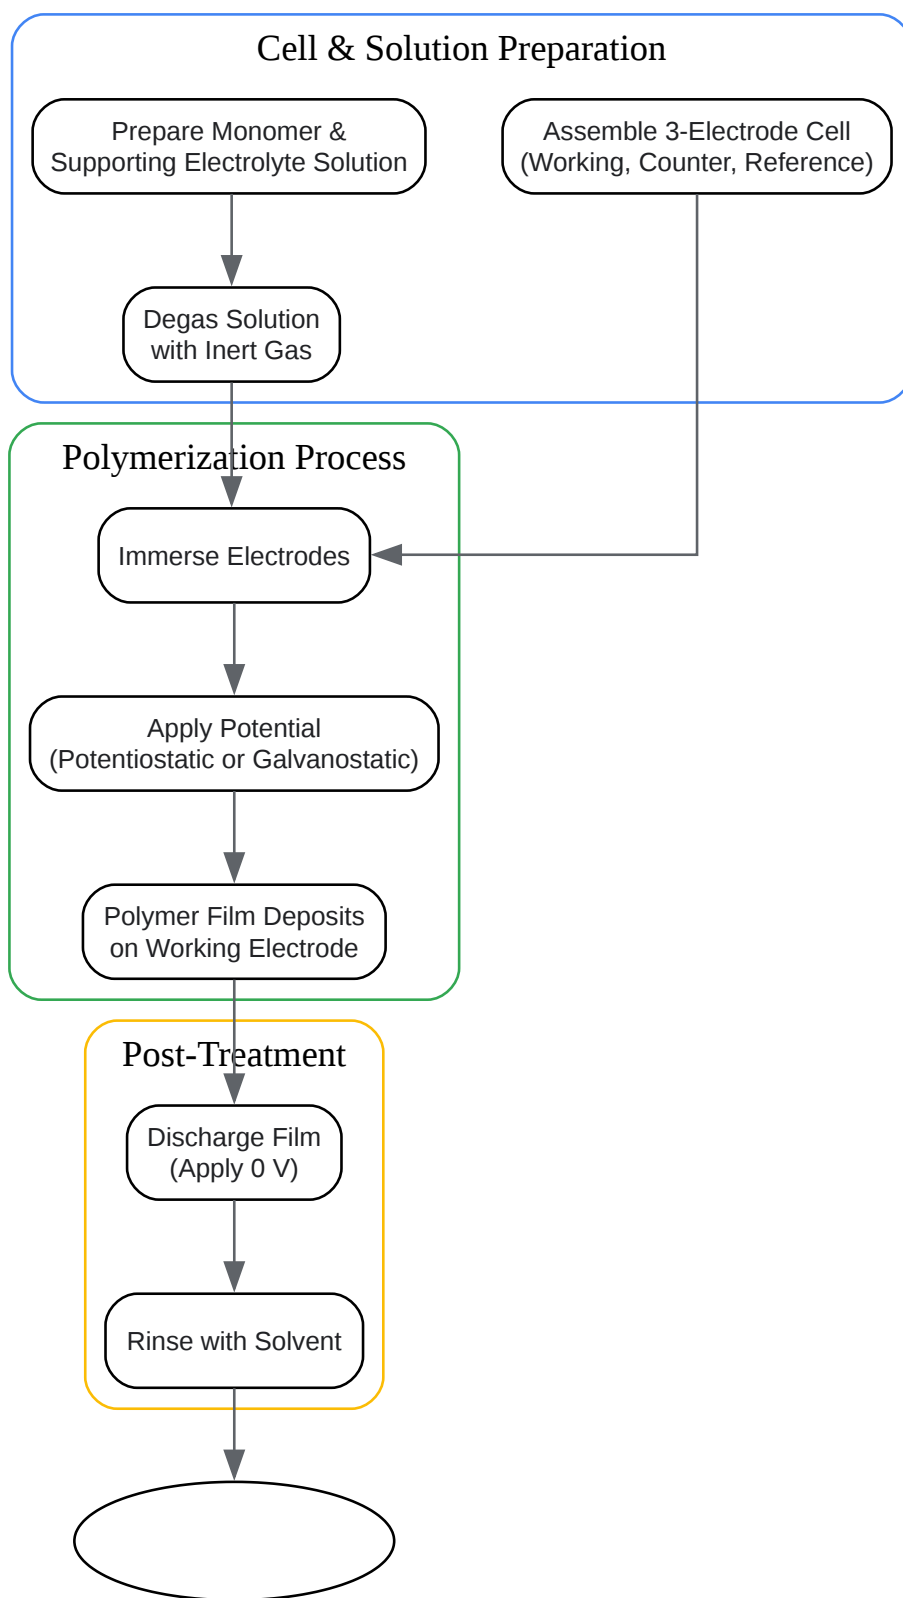 Cell & Solution Preparation
Prepare Monomer &
Supporting Electrolyte Solution
Assemble 3-Electrode Cell
(Working, Counter, Reference)
Degas Solution
with Inert Gas
Polymerization Process
Immerse Electrodes
Apply Potential
(Potentiostatic or Galvanostatic)
Polymer Film Deposits
on Working Electrode
Post-Treatment
Discharge Film
(Apply 0 V)
Rinse with Solvent